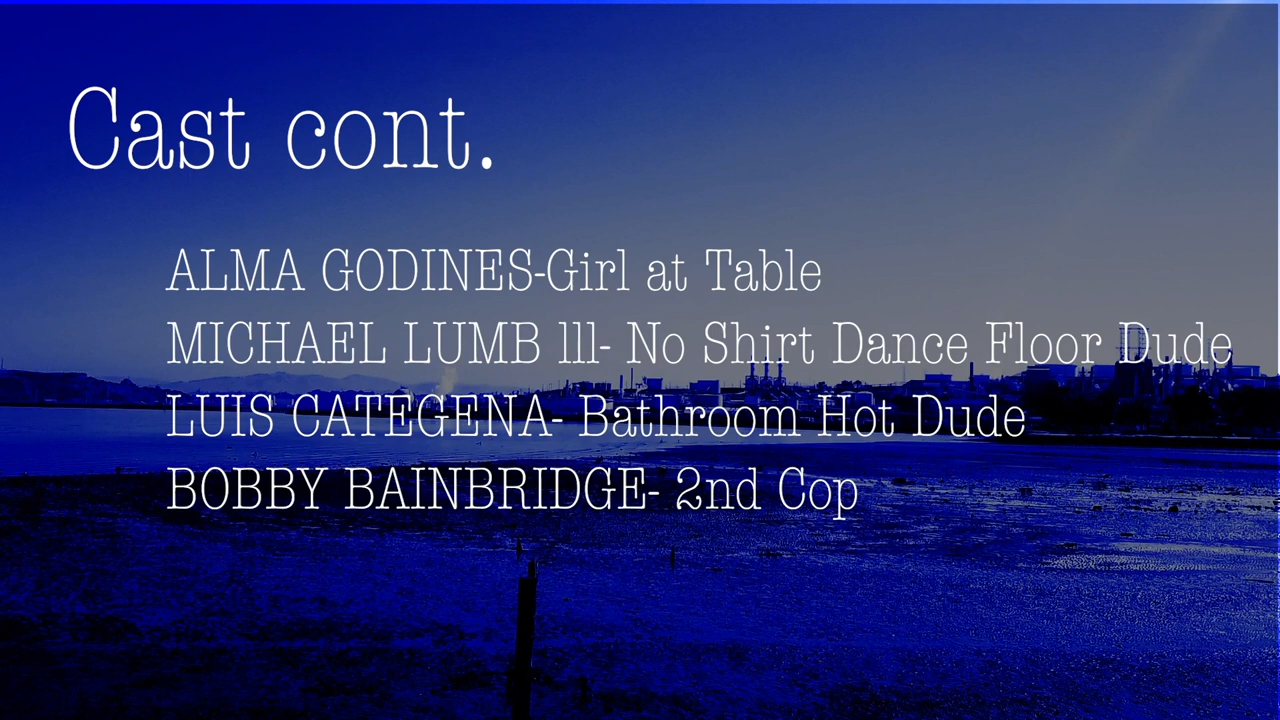 Cast cont.
ALMA GODINES-Girl at Table
MICHAEL LUMB lll- No Shirt Dance Floor Dude
LUIS CATEGENA- Bathroom Hot Dude
BOBBY BAINBRIDGE- 2nd Cop